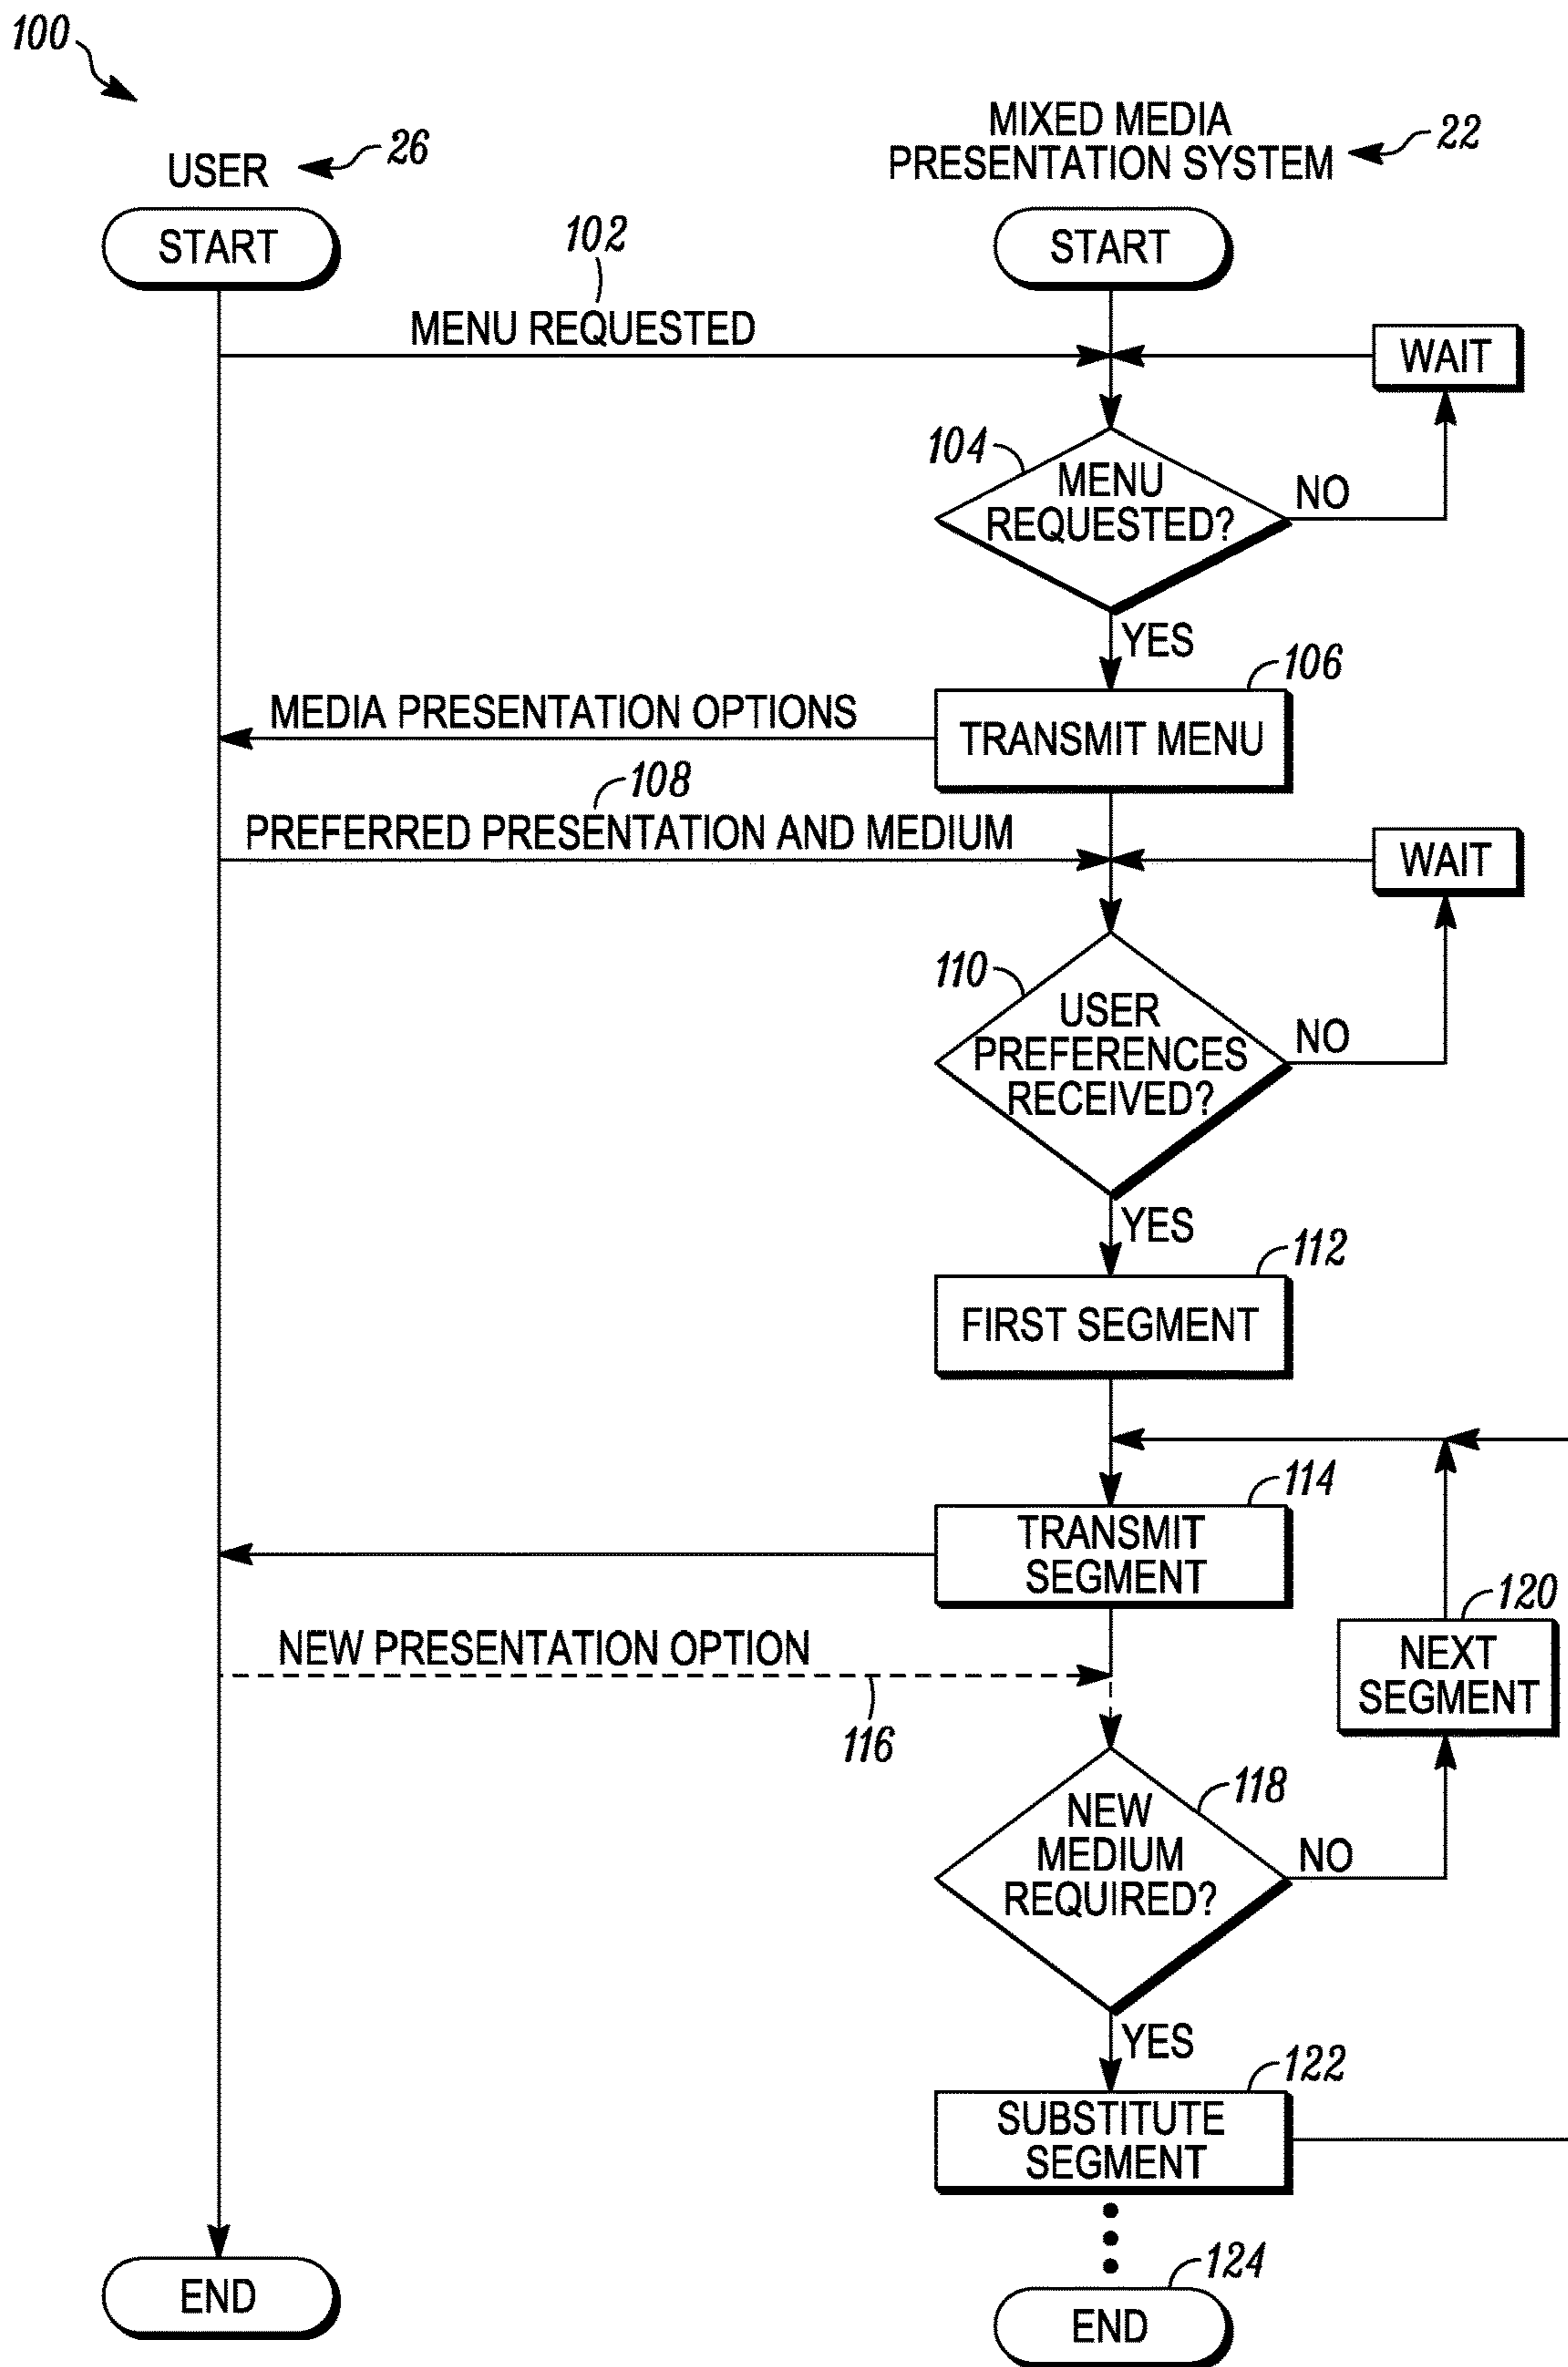 100
USER
26
MIXED MEDIA
PRESENTATION SYSTEM
22
START
START
102
MENU REQUESTED
WAIT
104
MENU
REQUESTED?
NO
YES
106
MEDIA PRESENTATION OPTIONS
TRANSMIT MENU
108
PREFERRED PRESENTATION AND MEDIUM
WAIT
110
USER
PREFERENCES
RECEIVED?
NO
YES
112
FIRST SEGMENT
114
TRANSMIT
SEGMENT
120
NEXT
SEGMENT
NEW PRESENTATION OPTION
116
118
NEW
MEDIUM
REQUIRED?
NO
YES
122
SUBSTITUTE
SEGMENT
124
END
END